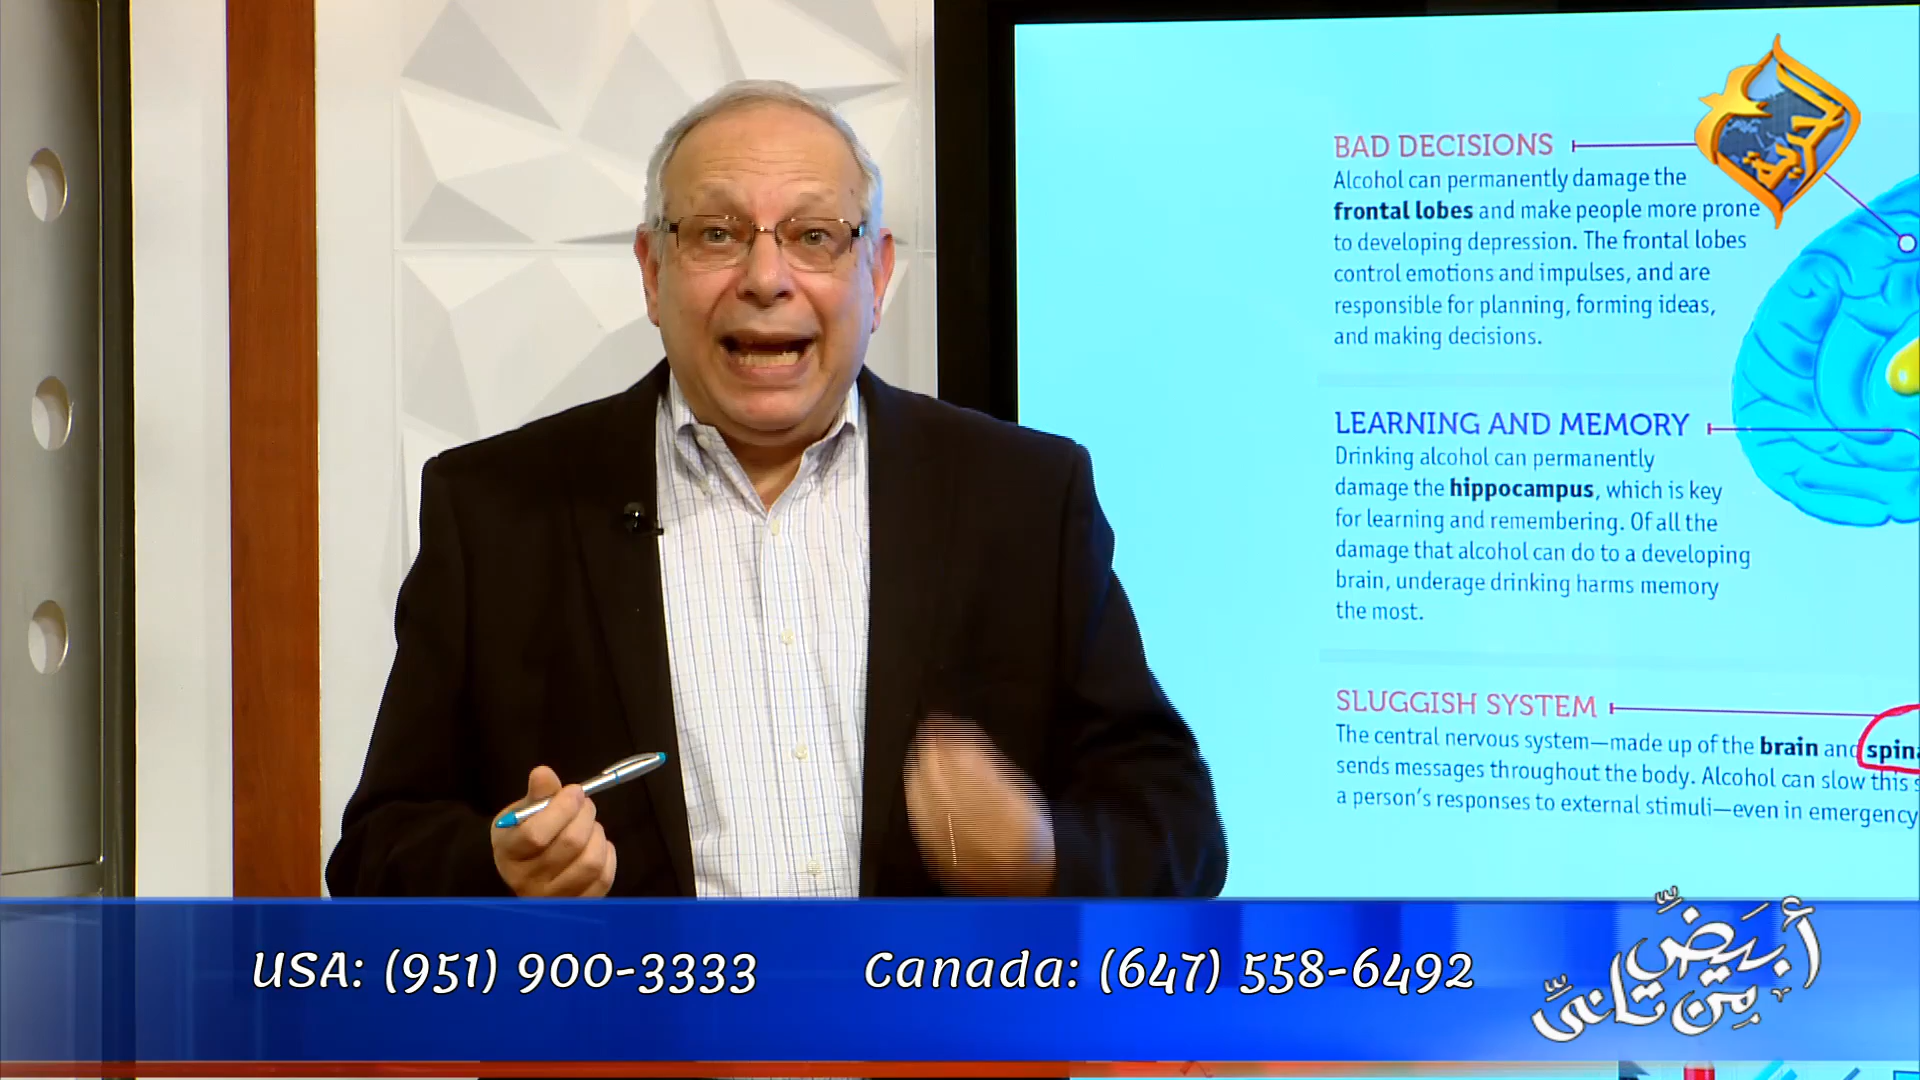 BAD DECISIONS
Alcohol can permanently damage the
frontal lobes and make people more prone
to developing depression. The frontal lobes
control emotions and impulses, and are
responsible for planning, forming ideas,
and making decisions.
LEARNING AND MEMORY
Drinking alcohol can permanently
damage the hippocampus, which is key
for learning and remembering. Of all the
damage that alcohol can do to a developing
brain, underage drinking harms memory
the most.
SLUGGISH SYSTEM
The central nervous system—made up of the brain and
sends messages throughout the body. Alcohol can slow this
a person's responses to external stimuli—even in emergency
الحرية
USA: (951) 900-3333 Canada: (647) 558-6492
أبيَضِّ
مِن تَانيِّ